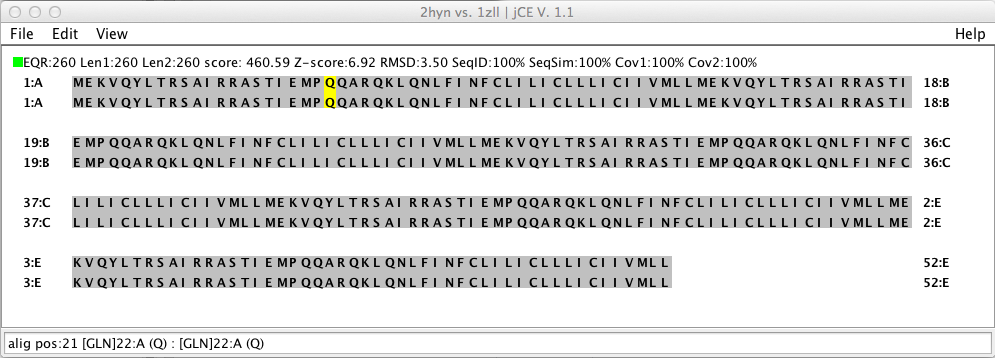 2hyn vs. 1zll | jCE V. 1.1
File Edit View Help
EQR:260 Len1:260 Len2:260 score: 460.59 Z-score:6.92 RMSD:3.50 SeqID:100% SeqSim:100% Cov1:100% Cov2:100%
1:A MEKVQYLTRSAIRRASTIEMPQQARQKLQNLFINFCLILICLLLICIIVMLLMEKVQYLTRSAIRRASTI 18:B
1:A MEKVQYLTRSAIRRASTIEMPQQARQKLQNLFINFCLILICLLLICIIVMLLMEKVQYLTRSAIRRASTI 18:B
19:B EMPQQARQKLQNLFINFCLILICLLLICIIVMLLMEKVQYLTRSAIRRASTIEMPQQARQKLQNLFINFC 36:C
19:B EMPQQARQKLQNLFINFCLILICLLLICIIVMLLMEKVQYLTRSAIRRASTIEMPQQARQKLQNLFINFC 36:C
37:C LILICLLLICIIVMLLMEKVQYLTRSAIRRASTIEMPQQARQKLQNLFINFCLILICLLLICIIVMLLME 2:E
37:C LILICLLLICIIVMLLMEKVQYLTRSAIRRASTIEMPQQARQKLQNLFINFCLILICLLLICIIVMLLME 2:E
3:E KVQYLTRSAIRRASTIEMPQQARQKLQNLFINFCLILICLLLICIIVMLL 52:E
3:E KVQYLTRSAIRRASTIEMPQQARQKLQNLFINFCLILICLLLICIIVMLL 52:E
alig pos:21 [GLN]22:A (Q) : [GLN]22:A (Q)